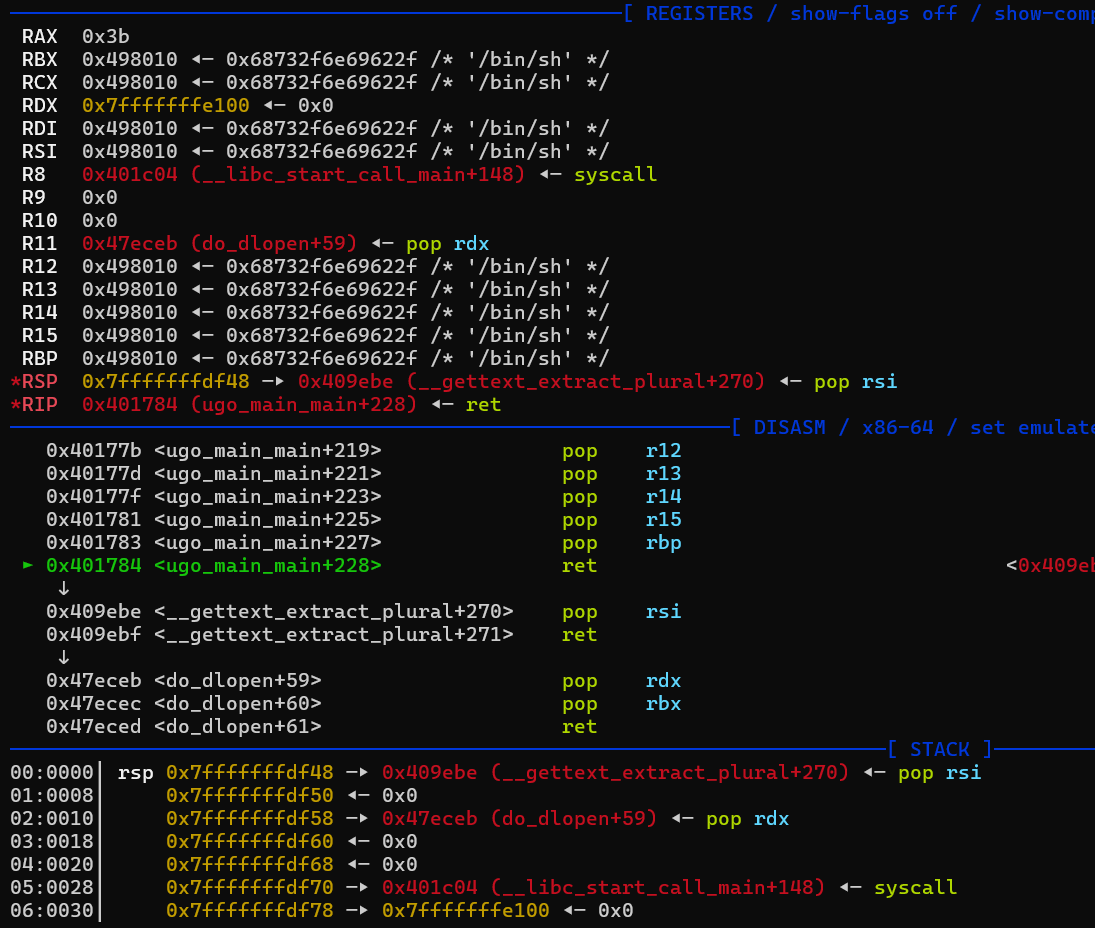 [ REGISTERS / show-flags off / show-comp
RAX 0x3b
RBX 0x498010 ◂— 0x68732f6e69622f /* '/bin/sh' */
RCX 0x498010 ◂— 0x68732f6e69622f /* '/bin/sh' */
RDX 0x7fffffffe100 ◂— 0x0
RDI 0x498010 ◂— 0x68732f6e69622f /* '/bin/sh' */
RSI 0x498010 ◂— 0x68732f6e69622f /* '/bin/sh' */
R8 0x401c04 (__libc_start_call_main+148) ◂— syscall
R9 0x0
R10 0x0
R11 0x47eceb (do_dlopen+59) ◂— pop rdx
R12 0x498010 ◂— 0x68732f6e69622f /* '/bin/sh' */
R13 0x498010 ◂— 0x68732f6e69622f /* '/bin/sh' */
R14 0x498010 ◂— 0x68732f6e69622f /* '/bin/sh' */
R15 0x498010 ◂— 0x68732f6e69622f /* '/bin/sh' */
RBP 0x498010 ◂— 0x68732f6e69622f /* '/bin/sh' */
*RSP 0x7fffffffdf48 —▸ 0x409ebe (__gettext_extract_plural+270) ◂— pop rsi
*RIP 0x401784 (ugo_main_main+228) ◂— ret
[ DISASM / x86-64 / set emulate
0x40177b <ugo_main_main+219> pop r12
0x40177d <ugo_main_main+221> pop r13
0x40177f <ugo_main_main+223> pop r14
0x401781 <ugo_main_main+225> pop r15
0x401783 <ugo_main_main+227> pop rbp
► 0x401784 <ugo_main_main+228> ret <0x409eb
↓
0x409ebe <__gettext_extract_plural+270> pop rsi
0x409ebf <__gettext_extract_plural+271> ret
↓
0x47eceb <do_dlopen+59> pop rdx
0x47ecec <do_dlopen+60> pop rbx
0x47eced <do_dlopen+61> ret
[ STACK ]
00:0000│ rsp 0x7fffffffdf48 —▸ 0x409ebe (__gettext_extract_plural+270) ◂— pop rsi
01:0008│ 0x7fffffffdf50 ◂— 0x0
02:0010│ 0x7fffffffdf58 —▸ 0x47eceb (do_dlopen+59) ◂— pop rdx
03:0018│ 0x7fffffffdf60 ◂— 0x0
04:0020│ 0x7fffffffdf68 ◂— 0x0
05:0028│ 0x7fffffffdf70 —▸ 0x401c04 (__libc_start_call_main+148) ◂— syscall
06:0030│ 0x7fffffffdf78 —▸ 0x7fffffffe100 ◂— 0x0